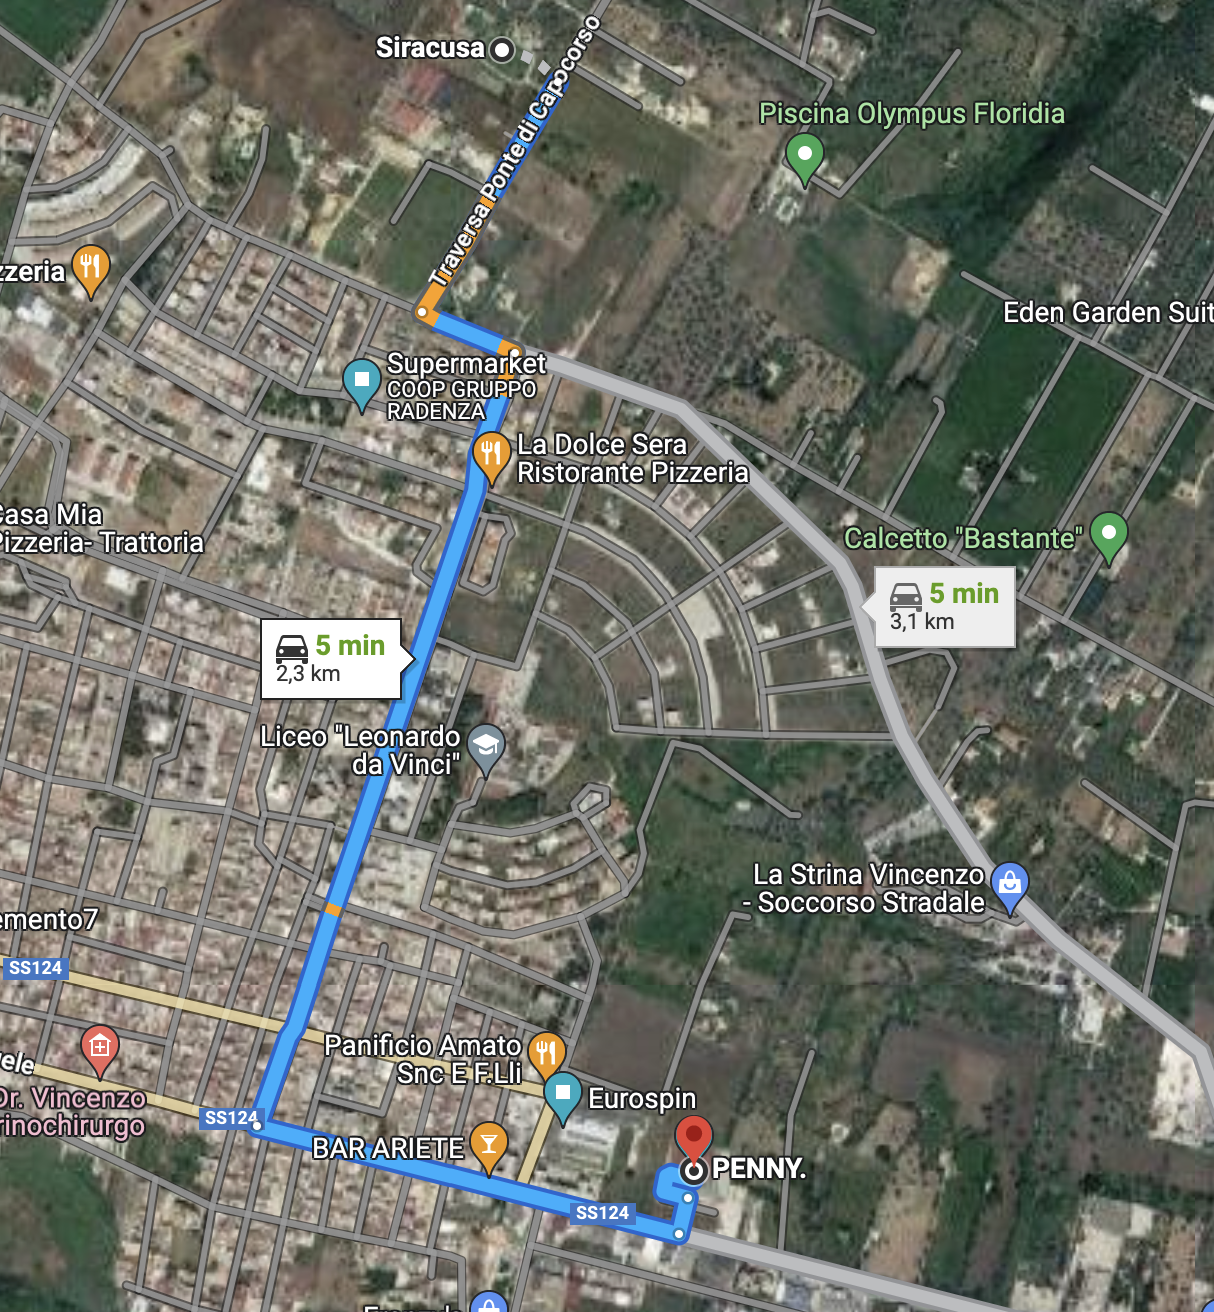 Siracusa
Traversa Ponte di Capocorso
Piscina Olympus Floridia
zzeria
Eden Garden Suit
Supermarket
COOP GRUPPO
RADENZA
La Dolce Sera
Ristorante Pizzeria
Casa Mia
Pizzeria- Trattoria
Calcetto "Bastante"
5 min
3,1 km
5 min
2,3 km
Liceo "Leonardo
da Vinci"
La Strina Vincenzo
- Soccorso Stradale
emento7
SS124
Panificio Amato
Snc E F.Lli
ele
Eurospin
Dr. Vincenzo
rinochirurgo
SS124
BAR ARIETE
PENNY.
SS124